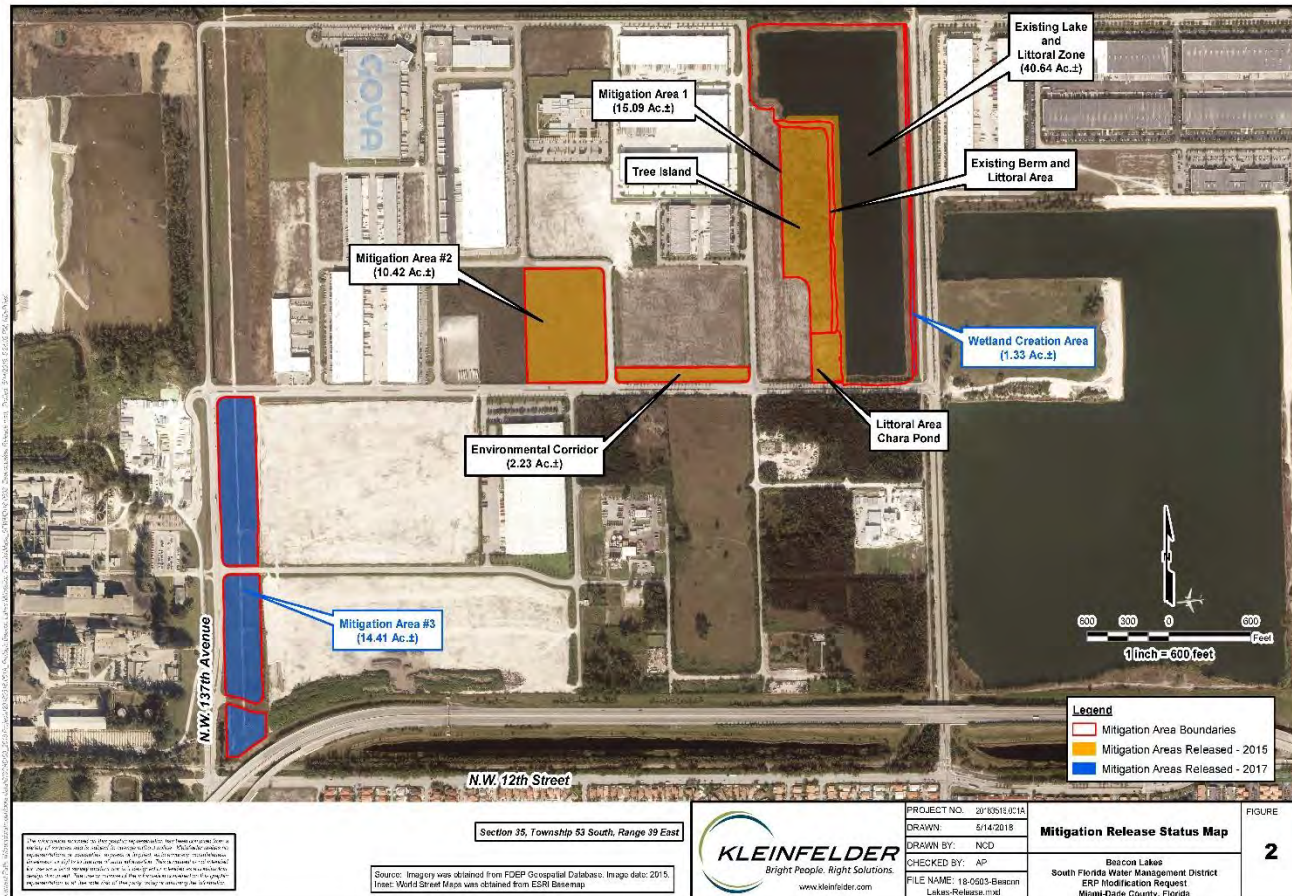 GOYA
Mitigation Area 1
(15.09 Ac.±)
Tree Island
Existing Lake
and
Littoral Zone
(40.64 Ac.±)
Existing Berm and
Littoral Area
Mitigation Area #2
(10.42 Ac.±)
Wetland Creation Area
(1.33 Ac.±)
Littoral Area
Chara Pond
Environmental Corridor
(2.23 Ac.±)
Mitigation Area #3
(14.41 Ac.±)
N.W. 137th Avenue
N.W. 12th Street
N
600 300 0 600
Feet
1 inch = 600 feet
Legend
Mitigation Area Boundaries
Mitigation Areas Released - 2015
Mitigation Areas Released - 2017
Section 35, Township 53 South, Range 39 East
Source: Imagery was obtained from FDEP Geospatial Database. Image date: 2015.
Inset: World Street Maps was obtained from ESRI Basemap
KLEINFELDER
Bright People. Right Solutions.
www.kleinfelder.com
PROJECT NO. 20180516.001A
DRAWN: 5/14/2018
DRAWN BY: NCD
CHECKED BY: AP
FILE NAME: 18-0503-Beacon
Lakes-Release.mxd
Mitigation Release Status Map
Beacon Lakes
South Florida Water Management District
ERP Modification Request
Miami-Dade County, Florida
FIGURE
2